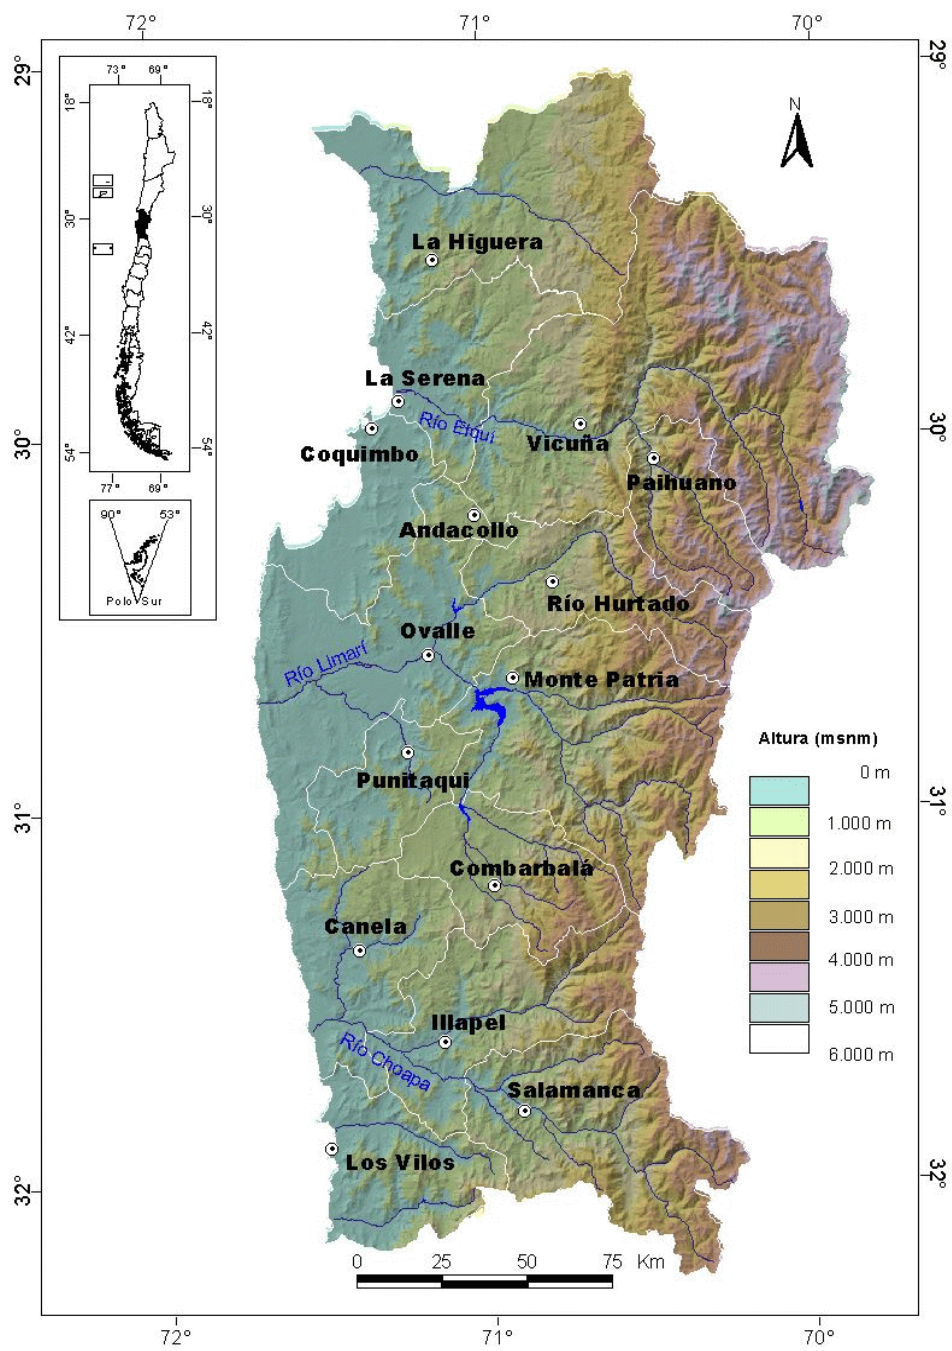 72°
71°
70°
29°
29°
73° 69°
18°
18°
30°
30°
42°
42°
54°
54°
77° 69°
90° 53°
Polo Sur
N
La Higuera
La Serena
Río Elquí
Vicuña
Coquimbo
Paihuano
30°
30°
Andacollo
Río Hurtado
Ovalle
Río Limarí
Monte Patria
Punitaqui
31°
31°
Combarbalá
Canela
Illapel
Río Choapa
Salamanca
Los Vilos
32°
32°
Altura (msnm)
0 m
1.000 m
2.000 m
3.000 m
4.000 m
5.000 m
6.000 m
0 25 50 75 Km
72°
71°
70°